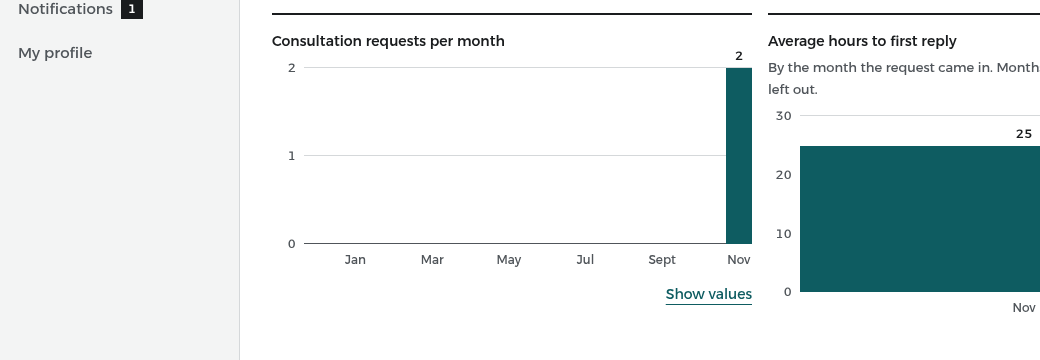 Notifications 1
My profile
Consultation requests per month
2
2
1
0
Jan Mar May Jul Sept Nov
Show values
Average hours to first reply
By the month the request came in. Month
left out.
30
25
20
10
0
Nov